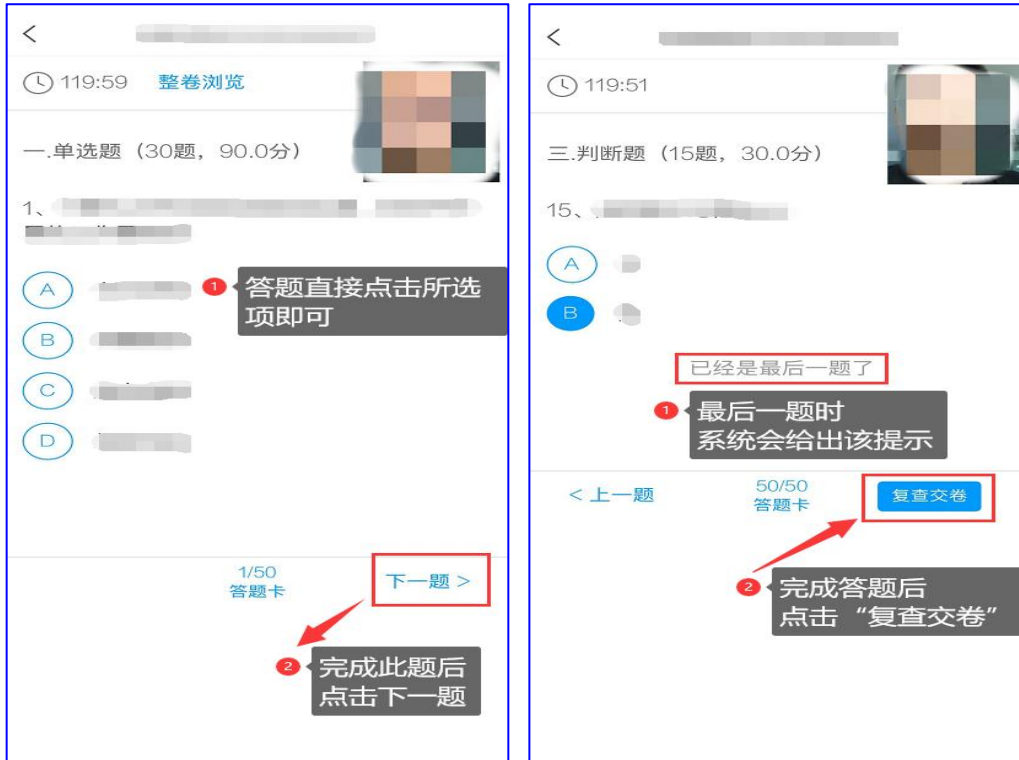 119:59 整卷浏览
一.单选题（30题，90.0分）
1、
A
1 答题直接点击所选
项即可
B
C
D
1/50
答题卡
下一题 >
2 完成此题后
点击下一题
119:51
三.判断题（15题，30.0分）
15、
A
B
已经是最后一题了
1 最后一题时
系统会给出该提示
< 上一题
50/50
答题卡
复查交卷
2 完成答题后
点击“复查交卷”